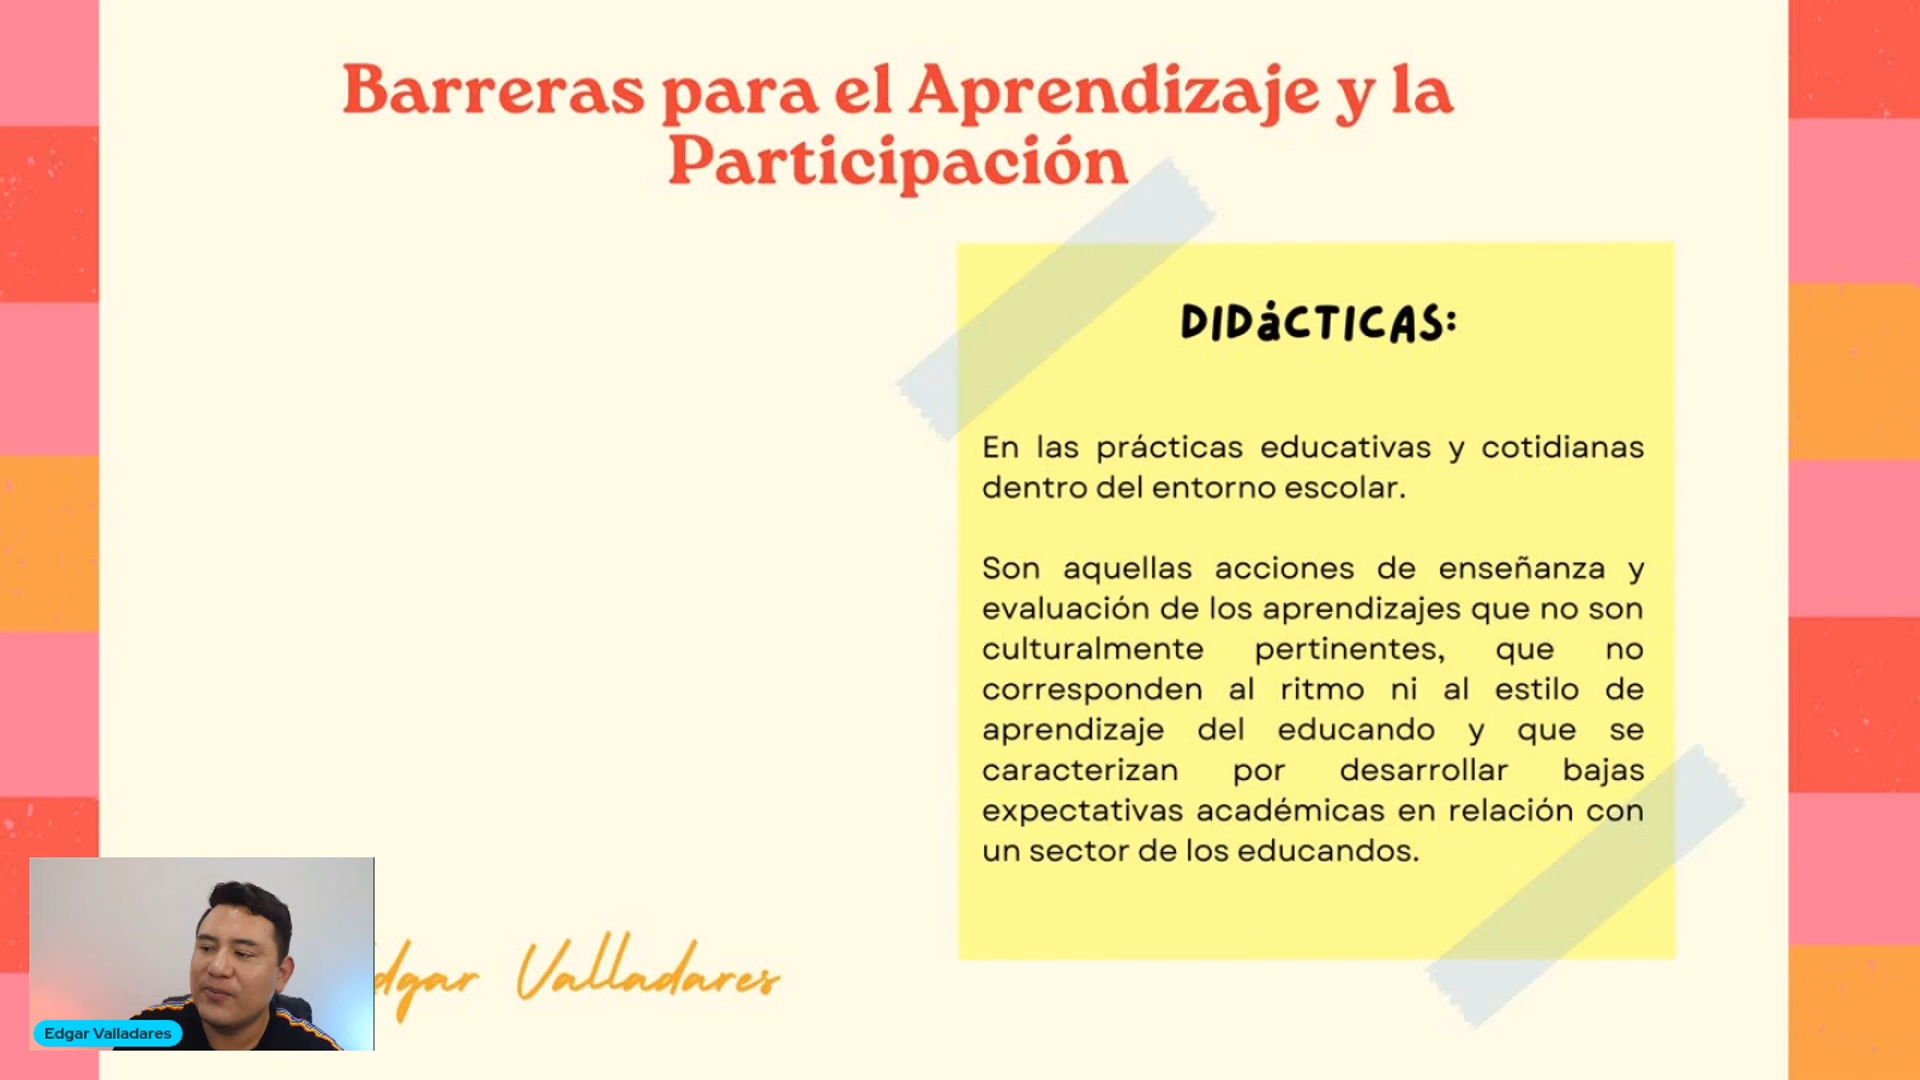 Barreras para el Aprendizaje y la
Participación
DIDáCTICAS:
En las prácticas educativas y cotidianas
dentro del entorno escolar.
Son aquellas acciones de enseñanza y
evaluación de los aprendizajes que no son
culturalmente pertinentes, que no
corresponden al ritmo ni al estilo de
aprendizaje del educando y que se
caracterizan por desarrollar bajas
expectativas académicas en relación con
un sector de los educandos.
dgar Valladares
Edgar Valladares